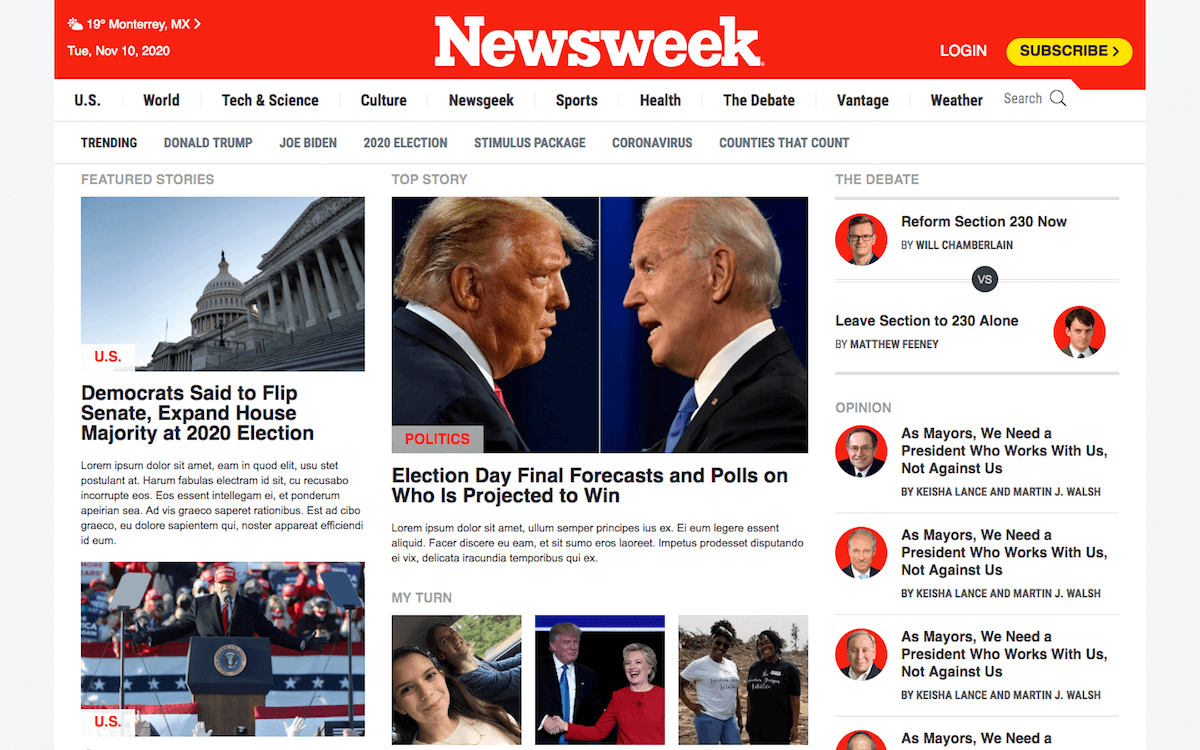 19° Monterrey, MX
Tue, Nov 10, 2020
Newsweek
LOGIN
SUBSCRIBE
U.S.
World
Tech & Science
Culture
Newsgeek
Sports
Health
The Debate
Vantage
Weather
Search
TRENDING
DONALD TRUMP
JOE BIDEN
2020 ELECTION
STIMULUS PACKAGE
CORONAVIRUS
COUNTIES THAT COUNT
FEATURED STORIES
U.S.
Democrats Said to Flip
Senate, Expand House
Majority at 2020 Election
Lorem ipsum dolor sit amet, eam in quod elit, usu stet
postulant at. Harum fabulas electram id sit, cu recusabo
incorrupte eos. Eos essent intellegam ei, et ponderum
apeirian sea. Ad vis graeco saperet rationibus. Est ad cibo
graeco, eu dolore sapientem qui, noster appareat efficiendi
id eum.
U.S.
TOP STORY
POLITICS
Election Day Final Forecasts and Polls on
Who Is Projected to Win
Lorem ipsum dolor sit amet, ullum semper principes ius ex. Ei eum legere essent
aliquid. Facer discere eu eam, et sit sumo eros laoreet. Impetus prodesset disputando
ei vix, delicata iracundia temporibus qui ex.
MY TURN
THE DEBATE
Reform Section 230 Now
BY WILL CHAMBERLAIN
VS
Leave Section to 230 Alone
BY MATTHEW FEENEY
OPINION
As Mayors, We Need a
President Who Works With Us,
Not Against Us
BY KEISHA LANCE AND MARTIN J. WALSH
As Mayors, We Need a
President Who Works With Us,
Not Against Us
BY KEISHA LANCE AND MARTIN J. WALSH
As Mayors, We Need a
President Who Works With Us,
Not Against Us
BY KEISHA LANCE AND MARTIN J. WALSH
As Mayors, We Need a